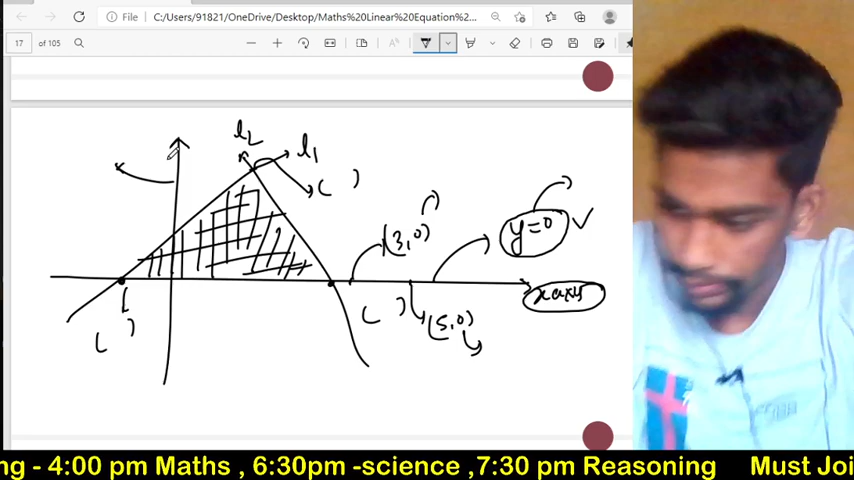 File | C:/Users/91821/OneDrive/Desktop/Maths%20Linear%20Equation%2...
17 of 105
l2
l1
( )
(3,0)
y=0
x axis
( )
(5,0)
( )
ng - 4:00 pm Maths , 6:30pm -science ,7:30 pm Reasoning Must Joi